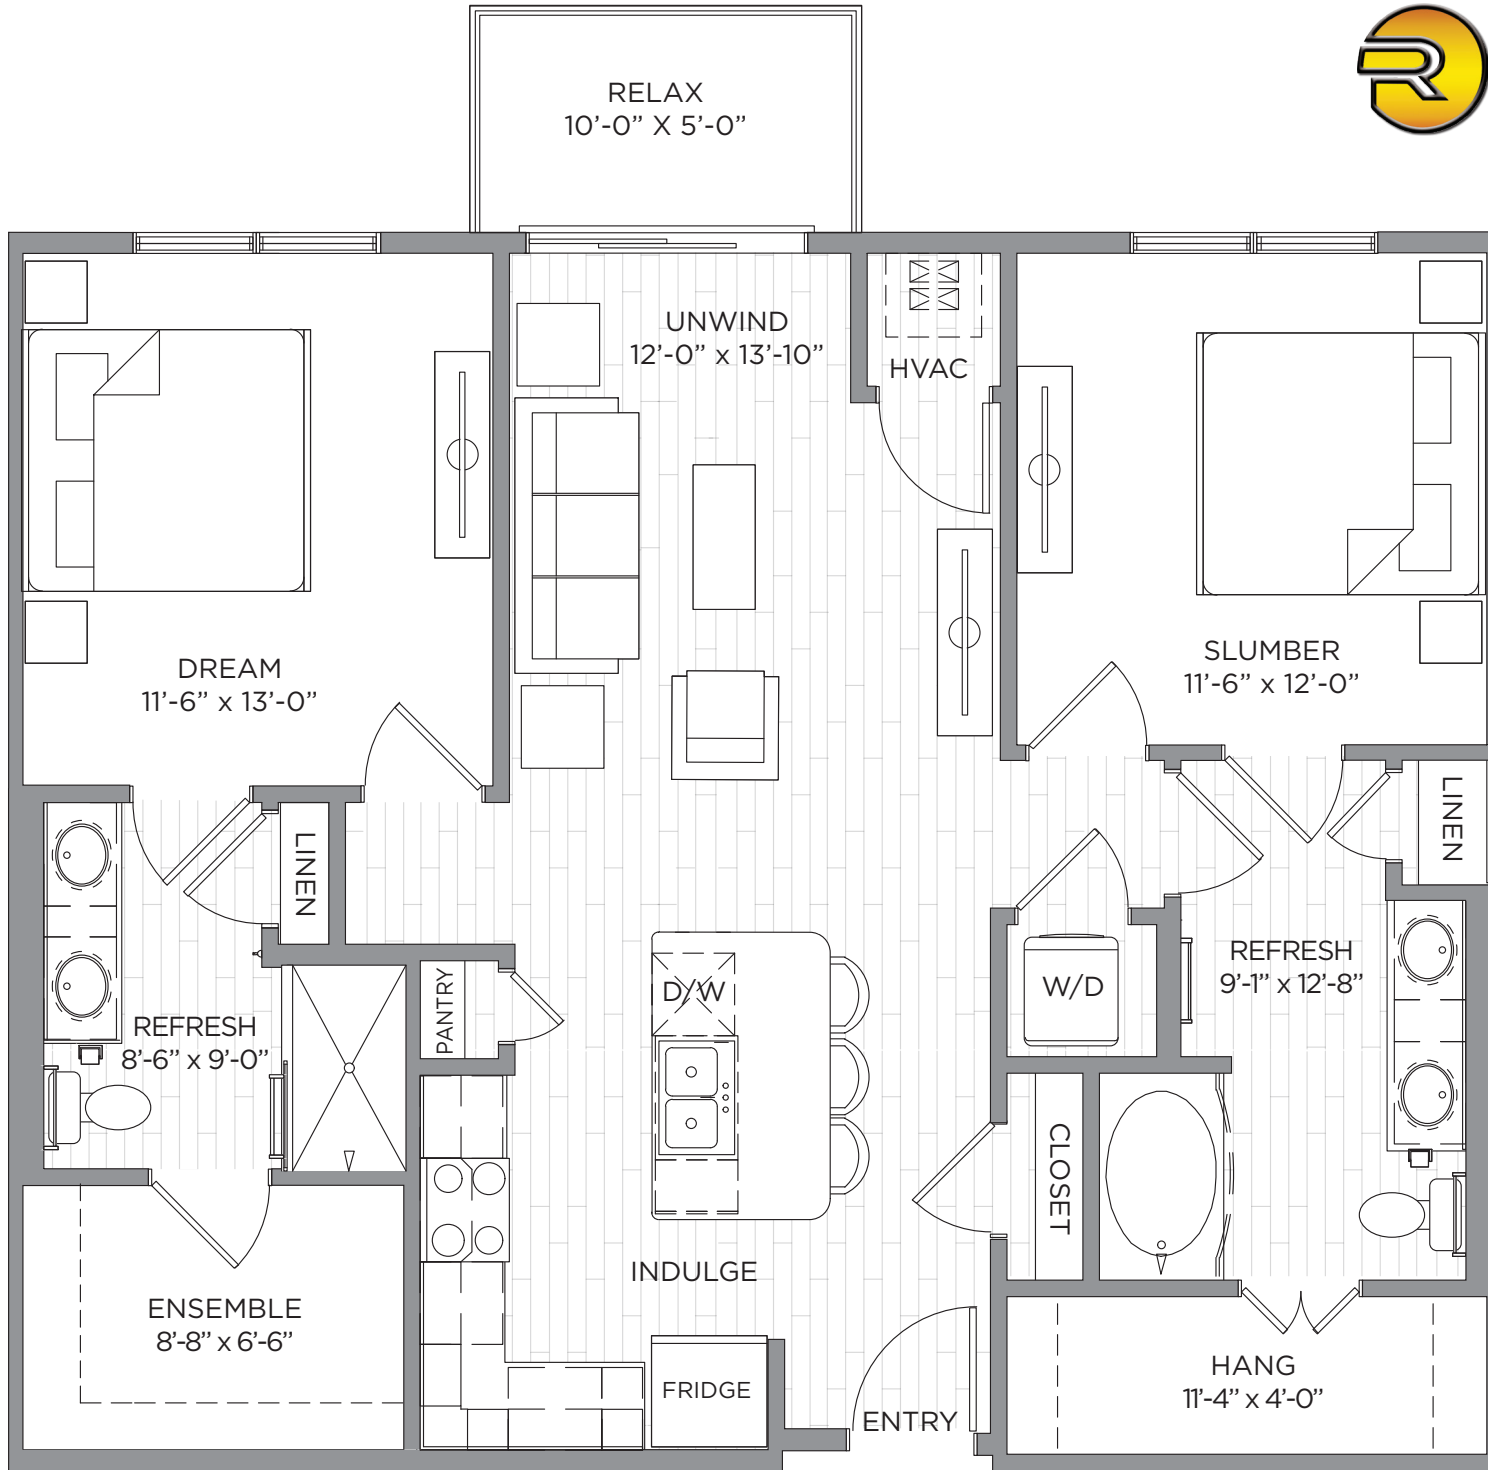 R
RELAX
10'-0” X 5'-0”
UNWIND
12'-0” x 13'-10”
HVAC
DREAM
11'-6” x 13'-0”
SLUMBER
11'-6” x 12'-0”
LINEN
LINEN
PANTRY
D/W
W/D
REFRESH
9'-1” x 12'-8”
REFRESH
8'-6” x 9'-0”
CLOSET
INDULGE
ENSEMBLE
8'-8” x 6'-6”
FRIDGE
ENTRY
HANG
11'-4” x 4'-0”